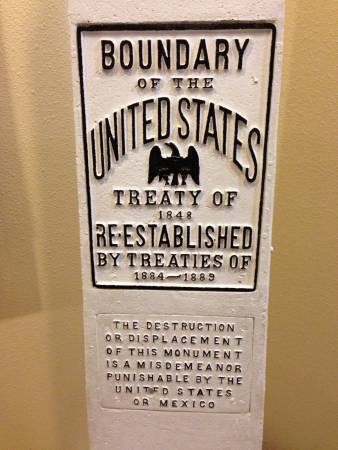 BOUNDARY
OF THE
UNITED STATES
TREATY OF
1848
RE-ESTABLISHED
BY TREATIES OF
1884—1889
THE DESTRUCTION
OR DISPLACEMENT
OF THIS MONUMENT
IS A MISDEMEANOR
PUNISHABLE BY THE
UNITED STATES
OR MEXICO